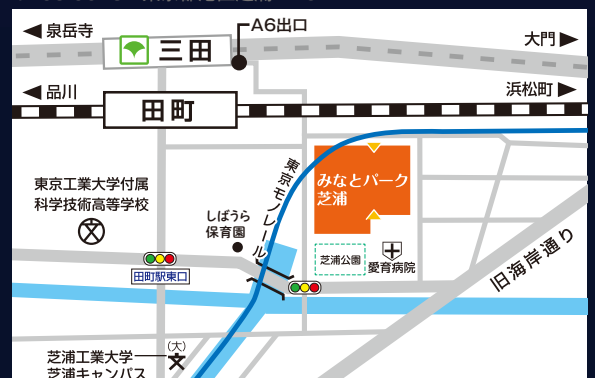 泉岳寺
A6出口
大門
三田
品川
浜松町
田町
東京モノレール
みなとパーク
芝浦
東京工業大学付属
科学技術高等学校
しばうら
保育園
芝浦公園
愛育病院
旧海岸通り
田町駅東口
(大)
芝浦工業大学
芝浦キャンパス